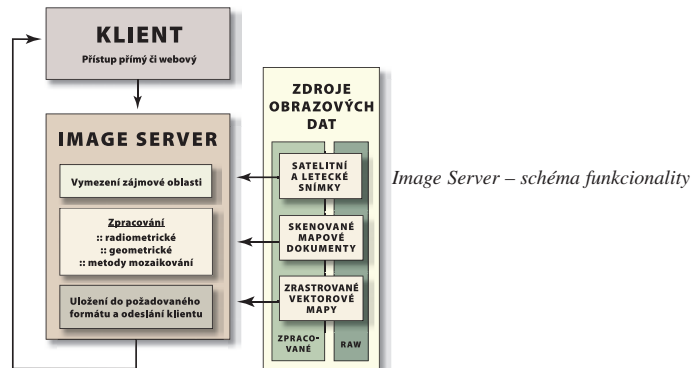 KLIENT
Přístup přímý či webový
IMAGE SERVER
Vymezení zájmové oblasti
Zpracování
:: radiometrické
:: geometrické
:: metody mozaikování
Uložení do požadovaného
formátu a odeslání klientu
ZDROJE
OBRAZOVÝCH
DAT
SATELITNÍ
A LETECKÉ
SNÍMKY
SKENOVANÉ
MAPOVÉ
DOKUMENTY
ZRASTROVANÉ
VEKTOROVÉ
MAPY
ZPRACO-
VANÉ
RAW
Image Server – schéma funkcionality